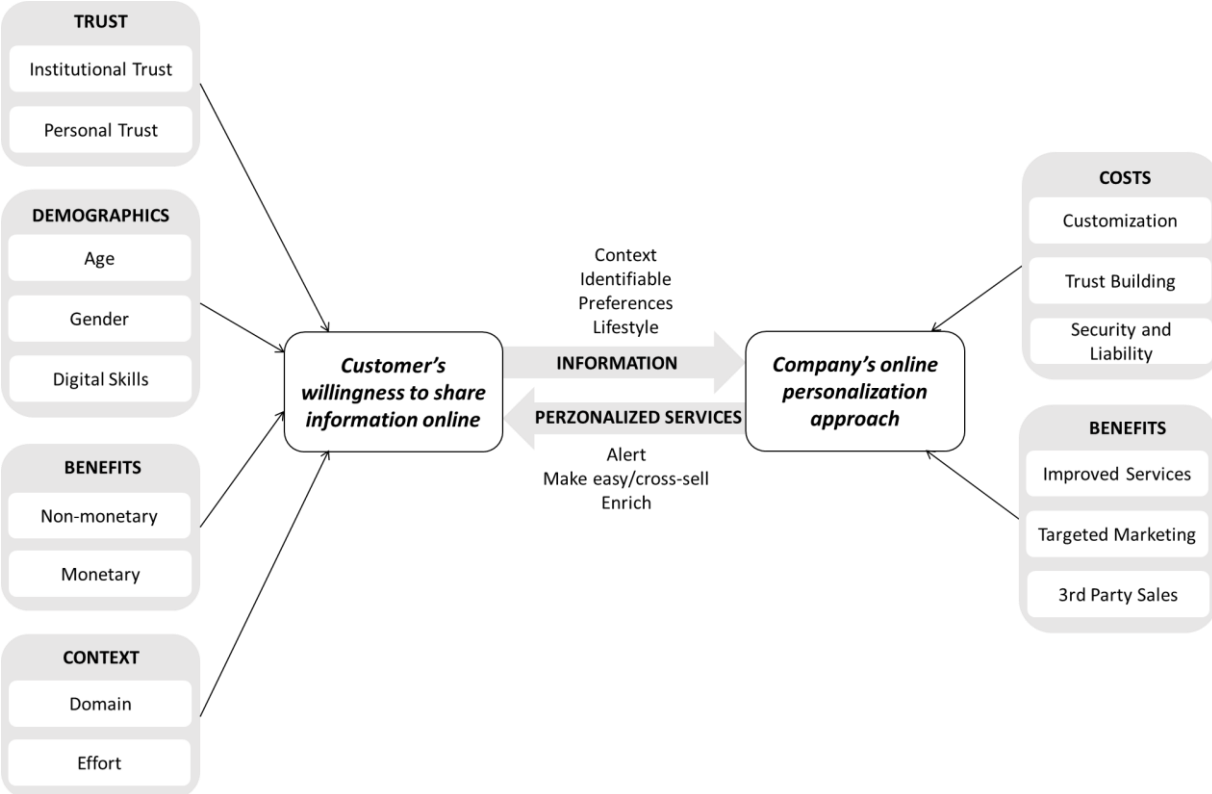 TRUST
Institutional Trust
Personal Trust
DEMOGRAPHICS
Age
Gender
Digital Skills
BENEFITS
Non-monetary
Monetary
CONTEXT
Domain
Effort
Customer’s
willingness to share
information online
Context
Identifiable
Preferences
Lifestyle
INFORMATION
PERZONALIZED SERVICES
Alert
Make easy/cross-sell
Enrich
Company’s online
personalization
approach
COSTS
Customization
Trust Building
Security and
Liability
BENEFITS
Improved Services
Targeted Marketing
3rd Party Sales